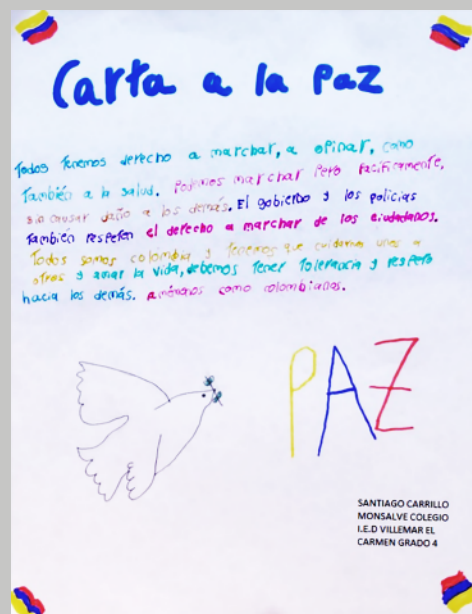 Carta a la Paz
Todos Tenemos derecho a marchar, a opinar, como
También a la salud. Podemos marchar Pero Pacíficamente,
sin causar daño a los demás. El gobierno y los policías
También respeten el derecho a marchar de los ciudadanos.
Todos somos colombia y Tenemos que cuidarnos unos a
otros y amar la vida, debemos Tener Tolerancia y respeto
hacia los demás. Amémonos como colombianos.
PAZ
SANTIAGO CARRILLO
MONSALVE COLEGIO
I.E.D VILLEMAR EL
CARMEN GRADO 4